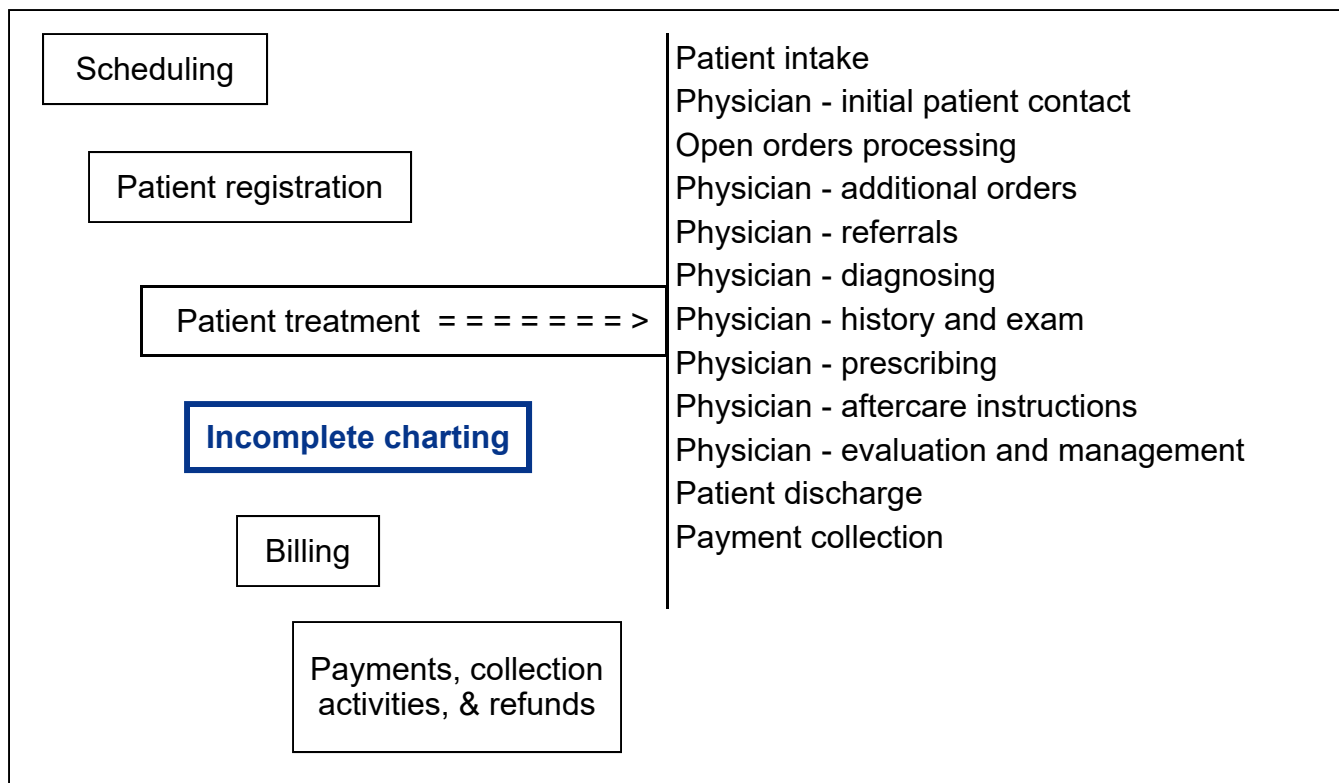 Scheduling
Patient registration
Patient treatment = = = = = = = >
Incomplete charting
Billing
Payments, collection
activities, & refunds
Patient intake
Physician - initial patient contact
Open orders processing
Physician - additional orders
Physician - referrals
Physician - diagnosing
Physician - history and exam
Physician - prescribing
Physician - aftercare instructions
Physician - evaluation and management
Patient discharge
Payment collection